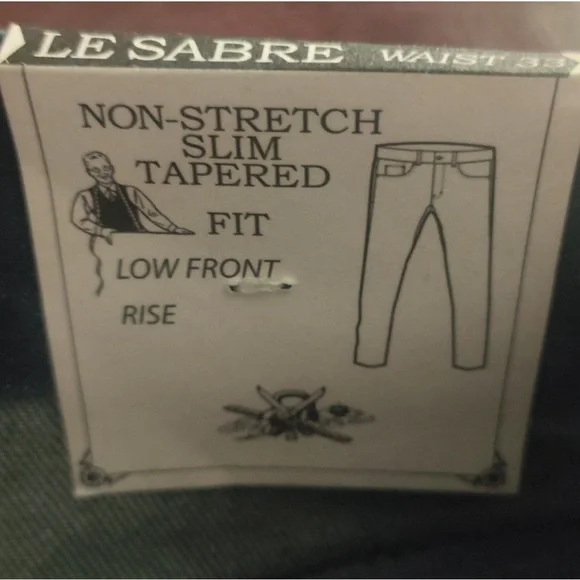 LE SABRE WAIST 33
NON-STRETCH
SLIM
TAPERED
FIT
LOW FRONT
RISE